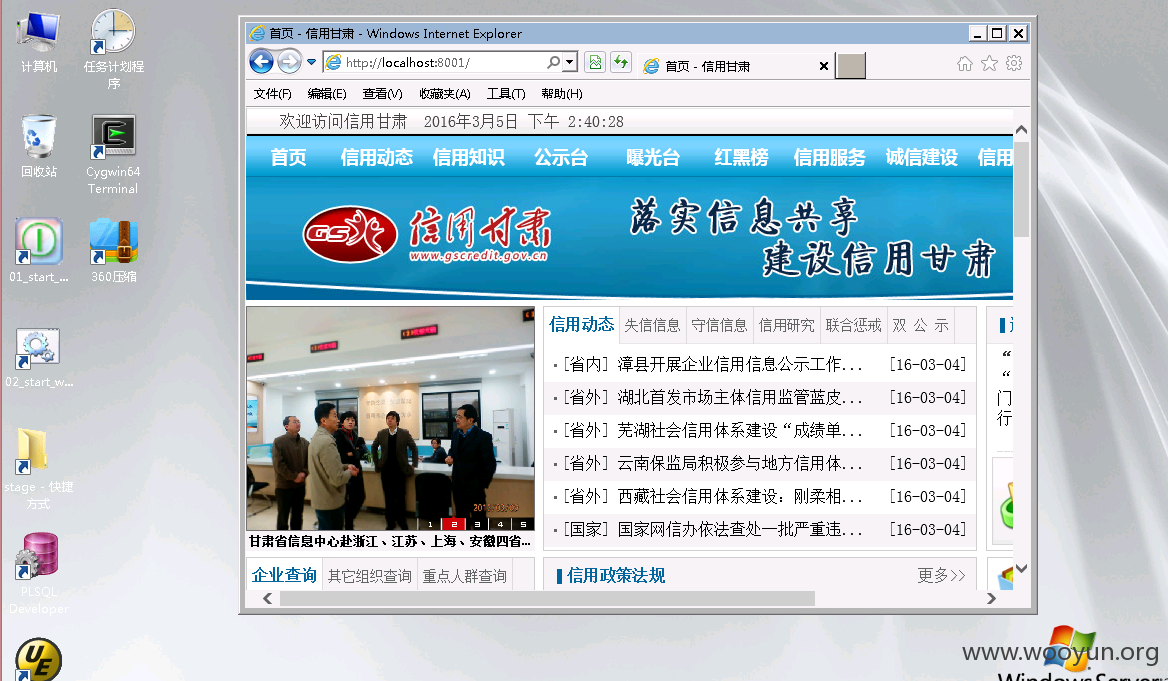 计算机
任务计划程
序
回收站
Cygwin64
Terminal
01_start_...
360压缩
02_start_w...
stage - 快捷
方式
PLSQL
Developer
UE
首页 - 信用甘肃 - Windows Internet Explorer
http://localhost:8001/
首页 - 信用甘肃
文件(F) 编辑(E) 查看(V) 收藏夹(A) 工具(T) 帮助(H)
欢迎访问信用甘肃 2016年3月5日 下午 2:40:28
首页 信用动态 信用知识 公示台 曝光台 红黑榜 信用服务 诚信建设 信用
GS 信用甘肃
www.gscredit.gov.cn
落实信息共享
建设信用甘肃
1 2 3 4 5
甘肃省信息中心赴浙江、江苏、上海、安徽四省...
信用动态 失信信息 守信信息 信用研究 联合惩戒 双 公 示
·[省内] 漳县开展企业信用信息公示工作... [16-03-04]
·[省外] 湖北首发市场主体信用监管蓝皮... [16-03-04]
·[省外] 芜湖社会信用体系建设“成绩单... [16-03-04]
·[省外] 云南保监局积极参与地方信用体... [16-03-04]
·[省外] 西藏社会信用体系建设：刚柔相... [16-03-04]
·[国家] 国家网信办依法查处一批严重违... [16-03-04]
“
“
门
行
企业查询 其它组织查询 重点人群查询
信用政策法规 更多>>
www.wooyun.org
Windows Server